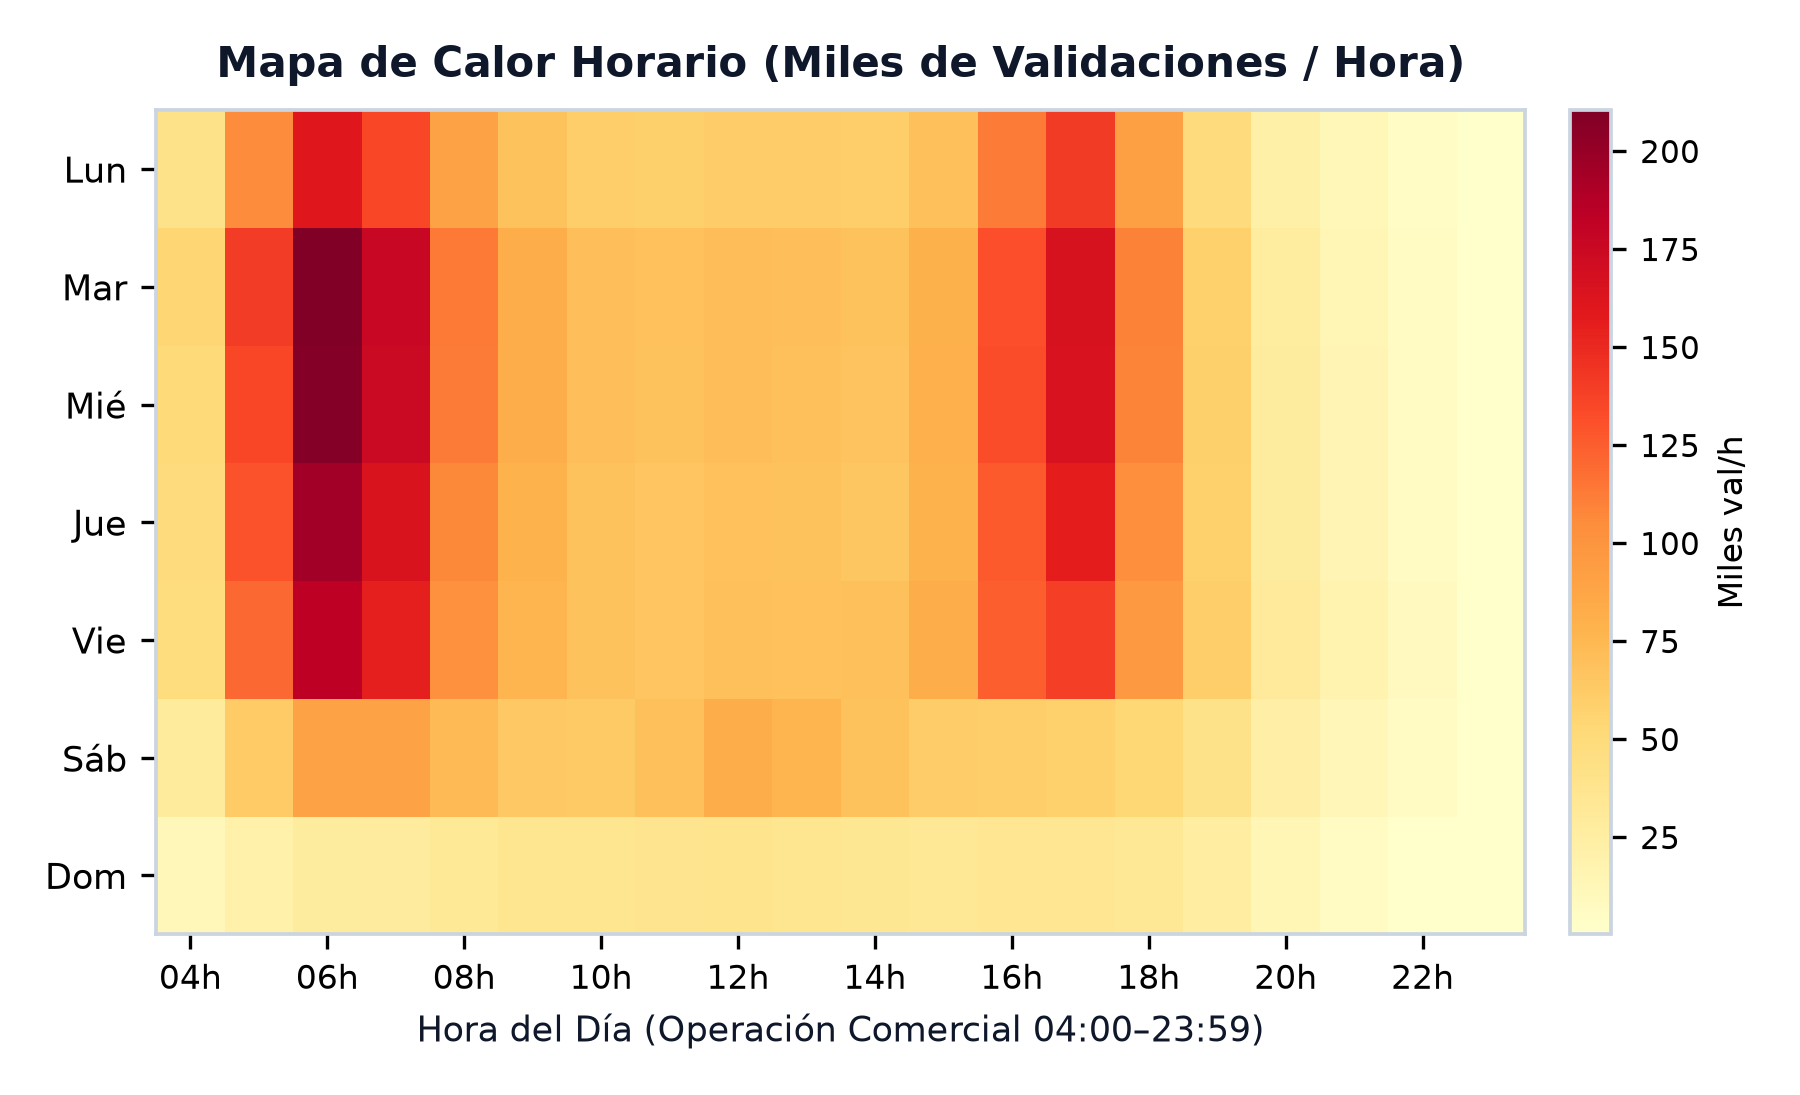 Mapa de Calor Horario (Miles de Validaciones / Hora)
Lun
Mar
Mié
Jue
Vie
Sáb
Dom
04h 06h 08h 10h 12h 14h 16h 18h 20h 22h
Hora del Día (Operación Comercial 04:00–23:59)
200
175
150
125
100
75
50
25
Miles val/h